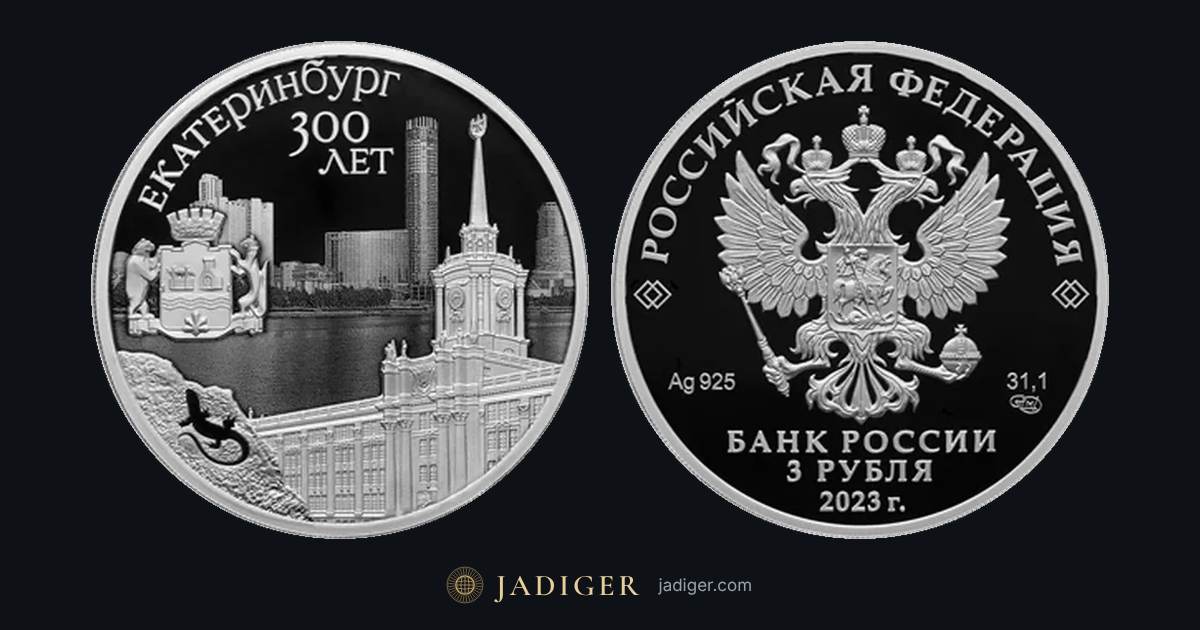 ЕКАТЕРИНБУРГ
300
ЛЕТ
РОССИЙСКАЯ ФЕДЕРАЦИЯ
Ag 925
31,1
БАНК РОССИИ
3 РУБЛЯ
2023 г.
JADIGER jadiger.com